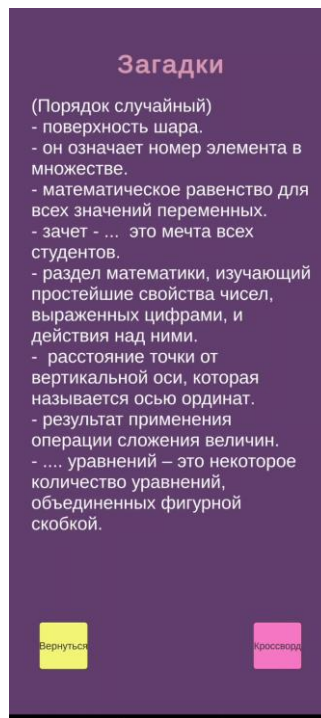 Загадки
(Порядок случайный)
- поверхность шара.
- он означает номер элемента в
множестве.
- математическое равенство для
всех значений переменных.
- зачет - ...  это мечта всех
студентов.
- раздел математики, изучающий
простейшие свойства чисел,
выраженных цифрами, и
действия над ними.
-  расстояние точки от
вертикальной оси, которая
называется осью ординат.
- результат применения
операции сложения величин.
- .... уравнений – это некоторое
количество уравнений,
объединенных фигурной
скобкой.
Вернуться
Кроссворд